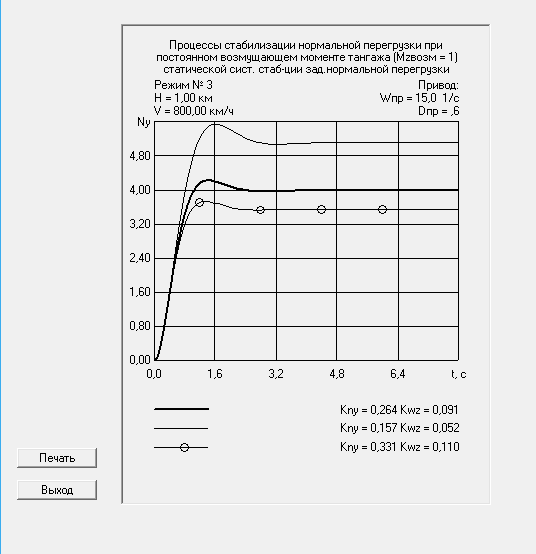 Процессы стабилизации нормальной перегрузки при
постоянном возмущающем моменте тангажа (Mzвозм = 1)
статической сист. стаб-ции зад.нормальной перегрузки
Режим № 3 Привод:
H = 1,00 км Wпр = 15,0 1/с
V = 800,00 км/ч Dпр = ,6
Ny
4,80
4,00
3,20
2,40
1,60
0,80
0,00
0,0 1,6 3,2 4,8 6,4 t, c
Kny = 0,264 Kwz = 0,091
Kny = 0,157 Kwz = 0,052
Kny = 0,331 Kwz = 0,110
Печать
Выход